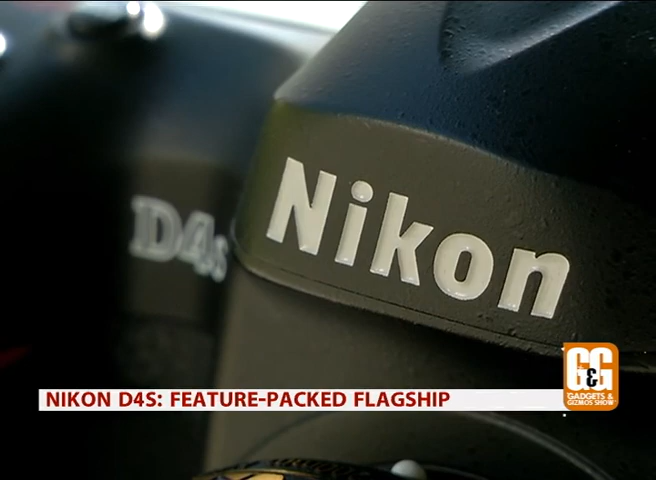 Nikon
D4s
NIKON D4S: FEATURE-PACKED FLAGSHIP
G&G
GADGETS &
GIZMOS SHOW